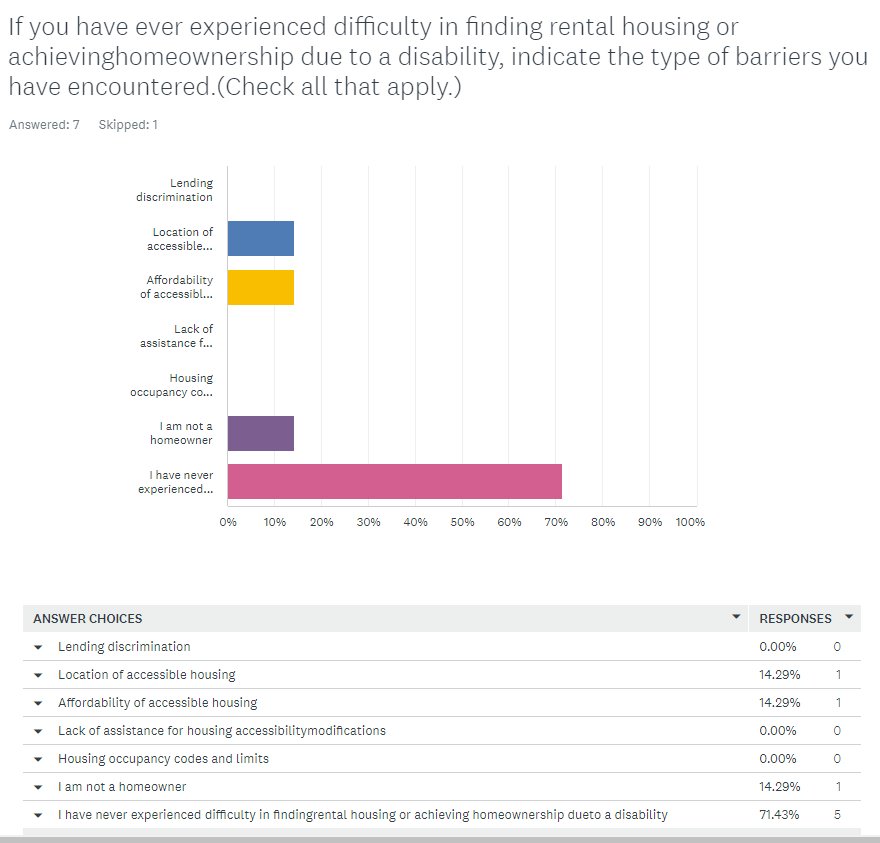 If you have ever experienced difficulty in finding rental housing or
achievinghomeownership due to a disability, indicate the type of barriers you
have encountered.(Check all that apply.)
Answered: 7 Skipped: 1
Lending
discrimination
Location of
accessible...
Affordability
of accessibl...
Lack of
assistance f...
Housing
occupancy co...
I am not a
homeowner
I have never
experienced...
0% 10% 20% 30% 40% 50% 60% 70% 80% 90% 100%
ANSWER CHOICES RESPONSES
Lending discrimination 0.00% 0
Location of accessible housing 14.29% 1
Affordability of accessible housing 14.29% 1
Lack of assistance for housing accessibilitymodifications 0.00% 0
Housing occupancy codes and limits 0.00% 0
I am not a homeowner 14.29% 1
I have never experienced difficulty in findingrental housing or achieving homeownership dueto a disability 71.43% 5